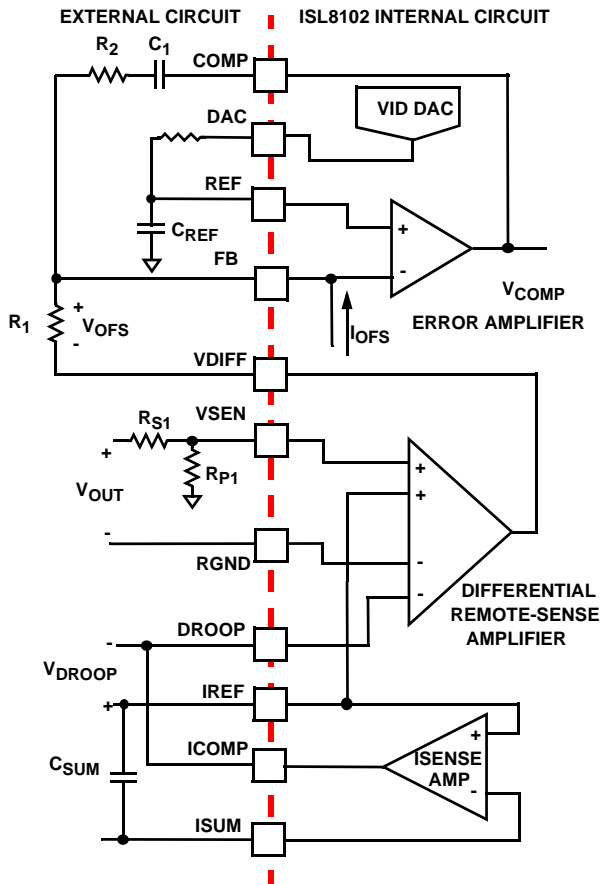 EXTERNAL CIRCUIT
ISL8102 INTERNAL CIRCUIT
R2
C1
COMP
VID DAC
DAC
REF
CREF
+
-
FB
VCOMP
ERROR AMPLIFIER
IOFS
R1
+
VOFS
-
VDIFF
RS1
VSEN
+
RP1
VOUT
+
+
-
RGND
-
-
DIFFERENTIAL
REMOTE-SENSE
AMPLIFIER
DROOP
-
VDROOP
+
IREF
ICOMP
+
ISENSE
AMP
-
CSUM
ISUM